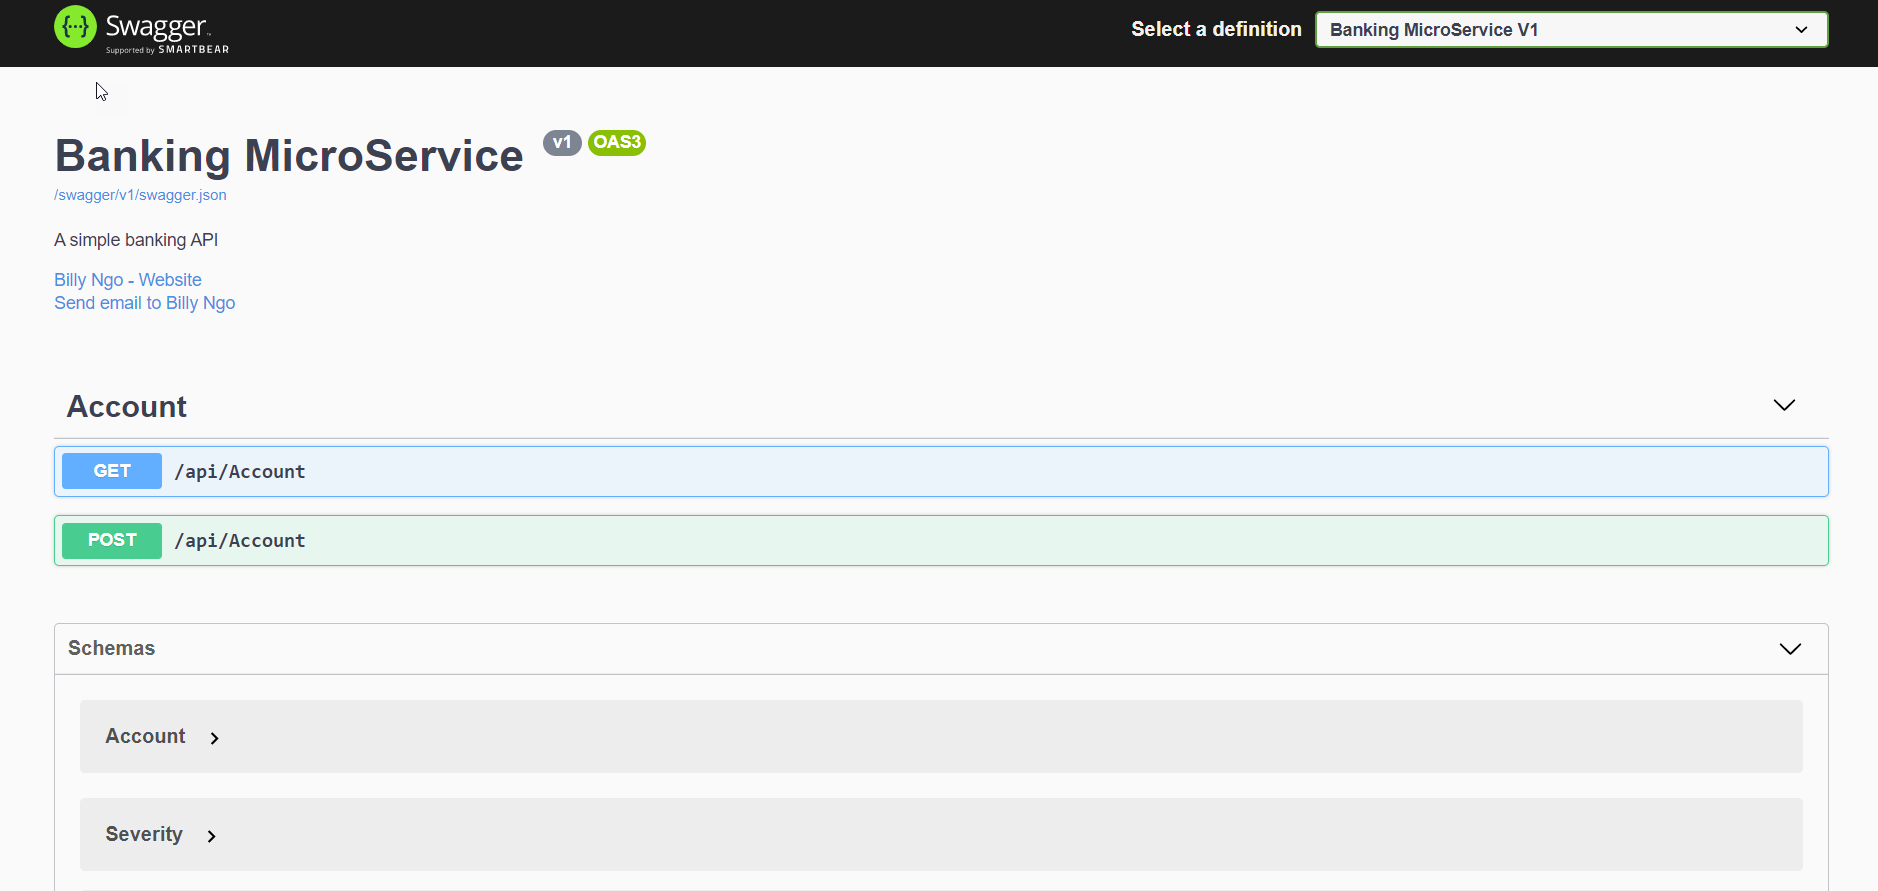 Swagger
Supported by SMARTBEAR
Select a definition
Banking MicroService V1
Banking MicroService v1 OAS3
/swagger/v1/swagger.json
A simple banking API
Billy Ngo - Website
Send email to Billy Ngo
Account
GET /api/Account
POST /api/Account
Schemas
Account
Severity